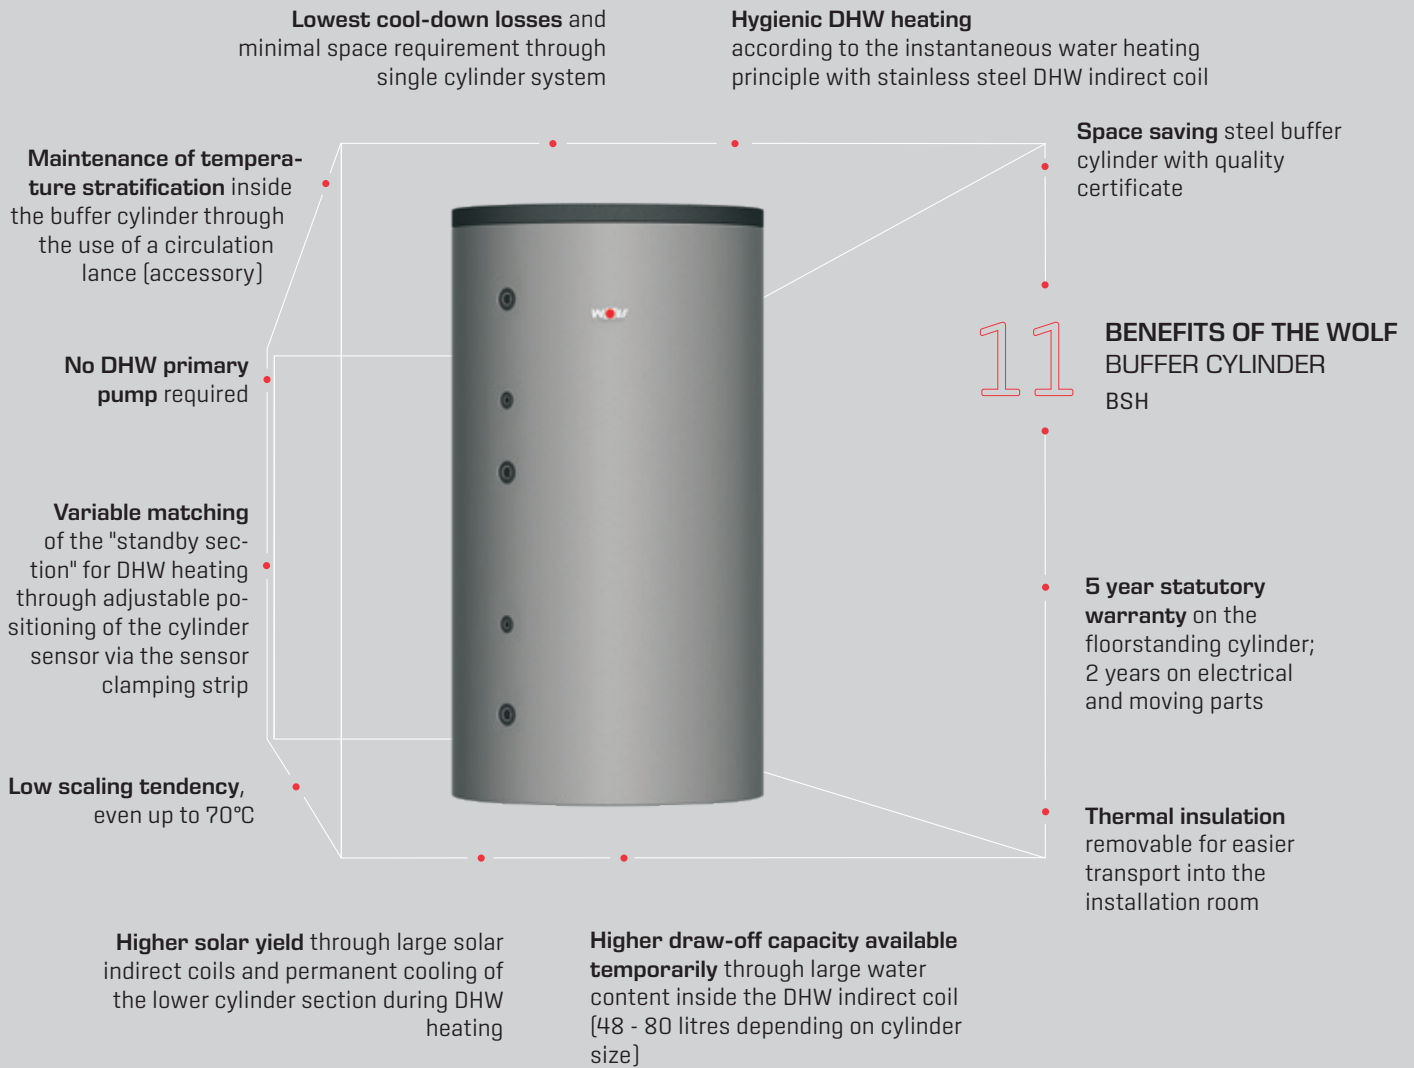 Lowest cool-down losses and
minimal space requirement through
single cylinder system
Hygienic DHW heating
according to the instantaneous water heating
principle with stainless steel DHW indirect coil
Space saving steel buffer
cylinder with quality
certificate
Maintenance of tempera-
ture stratification inside
the buffer cylinder through
the use of a circulation
lance (accessory)
WOLF
11
BENEFITS OF THE WOLF
BUFFER CYLINDER
BSH
No DHW primary
pump required
Variable matching
of the "standby sec-
tion" for DHW heating
through adjustable po-
sitioning of the cylinder
sensor via the sensor
clamping strip
5 year statutory
warranty on the
floorstanding cylinder;
2 years on electrical
and moving parts
Low scaling tendency,
even up to 70°C
Thermal insulation
removable for easier
transport into the
installation room
Higher solar yield through large solar
indirect coils and permanent cooling of
the lower cylinder section during DHW
heating
Higher draw-off capacity available
temporarily through large water
content inside the DHW indirect coil
(48 - 80 litres depending on cylinder
size)